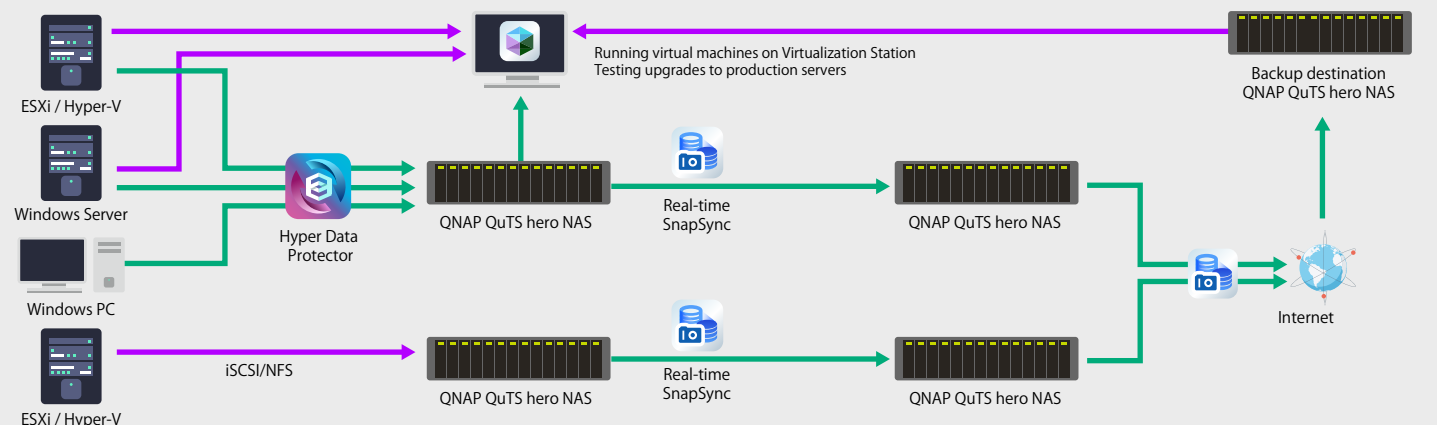 ESXi / Hyper-V
Running virtual machines on Virtualization Station
Testing upgrades to production servers
Backup destination
QNAP QuTS hero NAS
Windows Server
Hyper Data
Protector
QNAP QuTS hero NAS
Real-time
SnapSync
QNAP QuTS hero NAS
Windows PC
Internet
iSCSI/NFS
QNAP QuTS hero NAS
Real-time
SnapSync
QNAP QuTS hero NAS
ESXi / Hyper-V